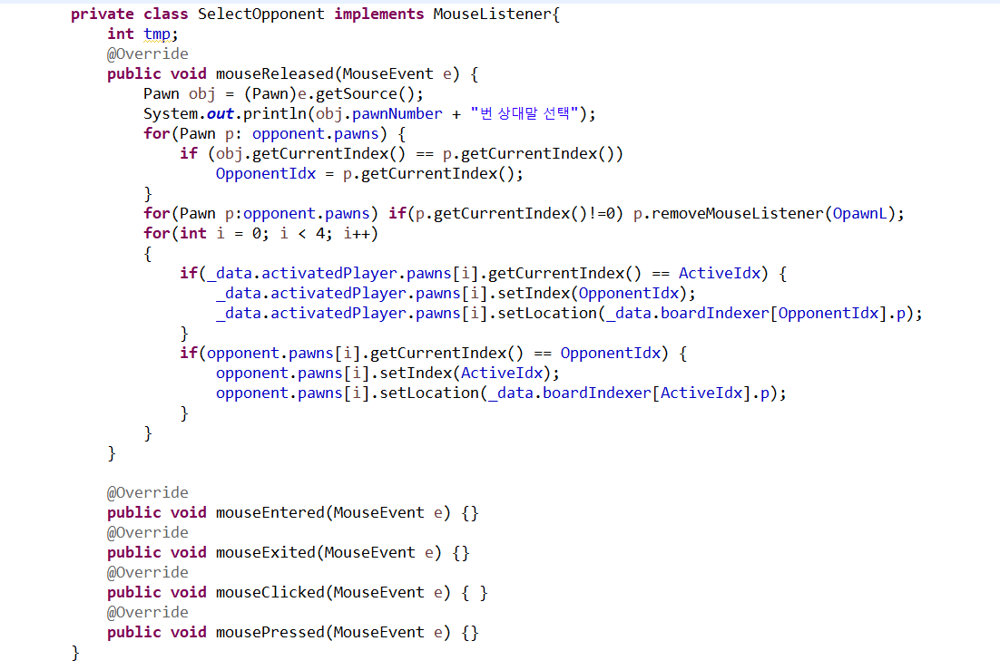 private class SelectOpponent implements MouseListener{
    int tmp;
    @Override
    public void mouseReleased(MouseEvent e) {
        Pawn obj = (Pawn)e.getSource();
        System.out.println(obj.pawnNumber + "번 상대말 선택");
        for(Pawn p: opponent.pawns) {
            if (obj.getCurrentIndex() == p.getCurrentIndex())
                OpponentIdx = p.getCurrentIndex();
        }
        for(Pawn p:opponent.pawns) if(p.getCurrentIndex()!=0) p.removeMouseListener(OpawnL);
        for(int i = 0; i < 4; i++)
        {
            if(_data.activatedPlayer.pawns[i].getCurrentIndex() == ActiveIdx) {
                _data.activatedPlayer.pawns[i].setIndex(OpponentIdx);
                _data.activatedPlayer.pawns[i].setLocation(_data.boardIndexer[OpponentIdx].p);
            }
            if(opponent.pawns[i].getCurrentIndex() == OpponentIdx) {
                opponent.pawns[i].setIndex(ActiveIdx);
                opponent.pawns[i].setLocation(_data.boardIndexer[ActiveIdx].p);
            }
        }
    }

    @Override
    public void mouseEntered(MouseEvent e) {}
    @Override
    public void mouseExited(MouseEvent e) {}
    @Override
    public void mouseClicked(MouseEvent e) { }
    @Override
    public void mousePressed(MouseEvent e) {}
}